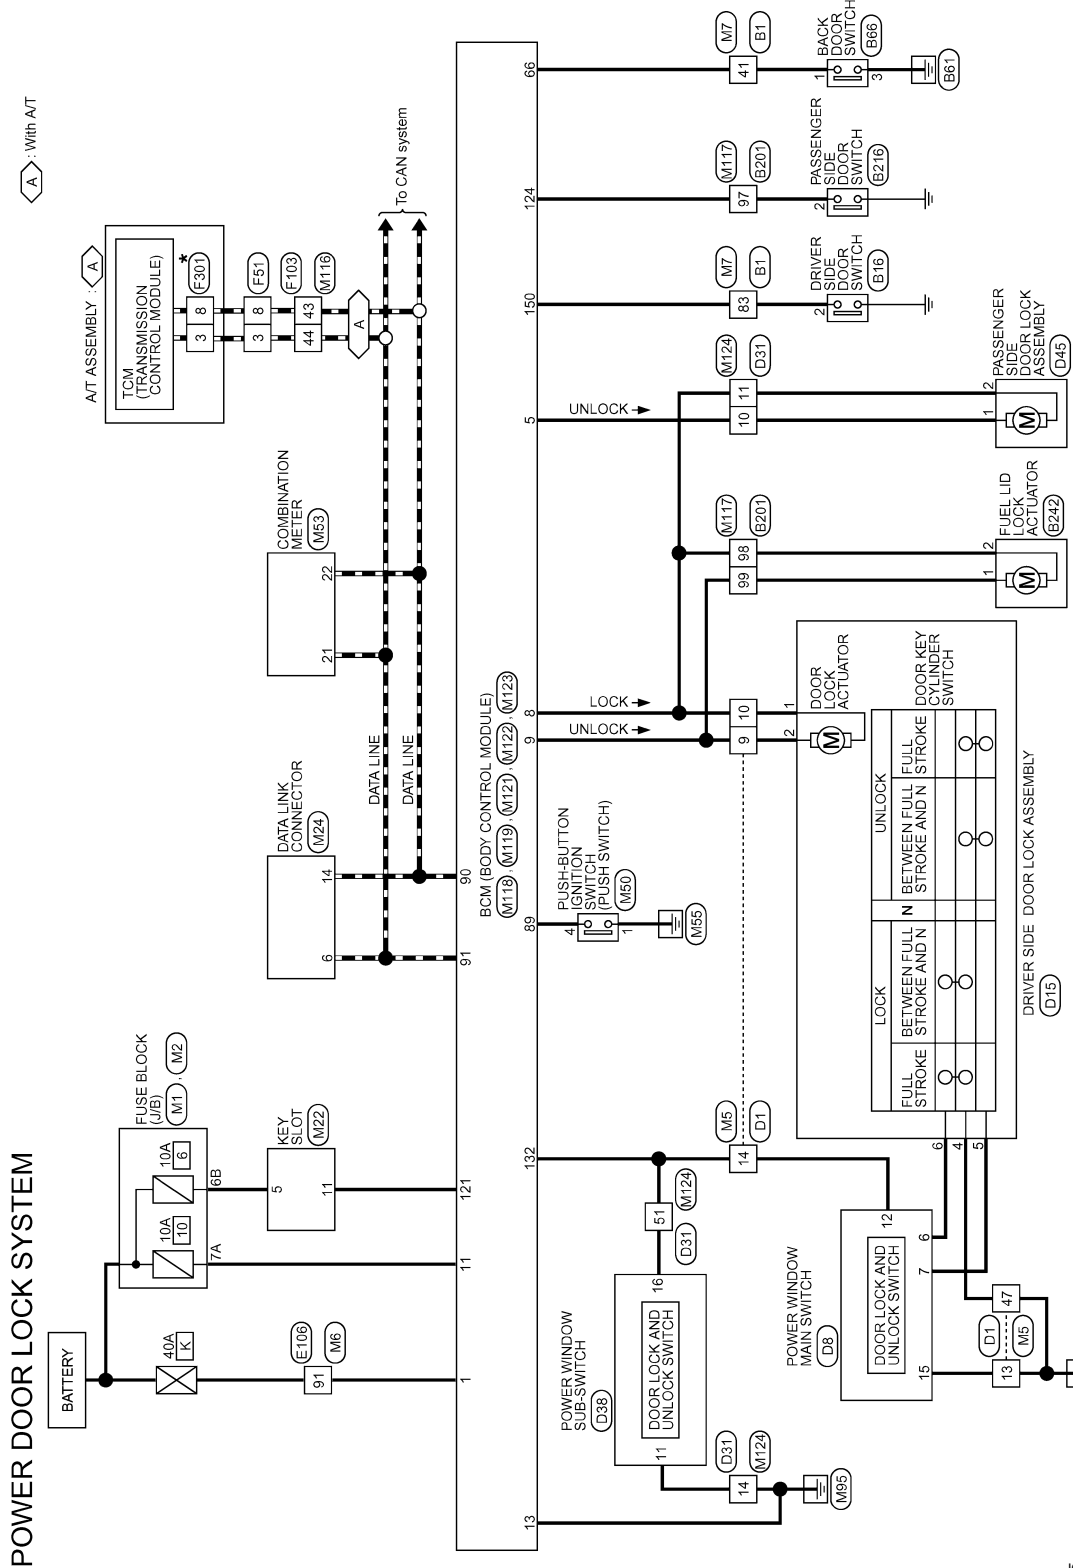 POWER DOOR LOCK SYSTEM
A : With A/T
BATTERY
40A
K
E106
91
M6
1
FUSE BLOCK
(J/B)
M1 , M2
10A
10
10A
6
7A
6B
11
KEY
SLOT
M22
5
11
121
DATA LINK
CONNECTOR
M24
6
14
DATA LINE
DATA LINE
91
90
COMBINATION
METER
M53
21
22
A/T ASSEMBLY : A
TCM
(TRANSMISSION
CONTROL MODULE)
*
3
8
F301
3
8
F51
F103
44
43
M116
A
To CAN system
BCM (BODY CONTROL MODULE)
M118 , M119 , M121 , M122 , M123
13
132
89
9
8
5
150
124
66
POWER WINDOW
SUB-SWITCH
D38
DOOR LOCK AND
UNLOCK SWITCH
11
16
D31
14
M124
M95
D31
51
M124
M5
14
D1
PUSH-BUTTON
IGNITION
SWITCH
(PUSH SWITCH)
M50
4
1
M55
UNLOCK
LOCK
UNLOCK
9
10
M117
99
98
B201
M124
10
11
D31
M7
83
B1
M117
97
B201
M7
41
B1
DRIVER
SIDE
DOOR
SWITCH
B16
2
PASSENGER
SIDE
DOOR
SWITCH
B216
2
BACK
DOOR
SWITCH
B66
1
3
B61
POWER WINDOW
MAIN SWITCH
D8
DOOR LOCK AND
UNLOCK SWITCH
12
15
7
6
D1
13
47
M5
6
4
5
2
1
M
DOOR
LOCK
ACTUATOR
LOCK
N
UNLOCK
FULL
STROKE
BETWEEN FULL
STROKE AND N
BETWEEN FULL
STROKE AND N
FULL
STROKE
DOOR KEY
CYLINDER
SWITCH
DRIVER SIDE DOOR LOCK ASSEMBLY
D15
FUEL LID
LOCK
ACTUATOR
B242
1
2
M
PASSENGER
SIDE
DOOR LOCK
ASSEMBLY
D45
1
2
M